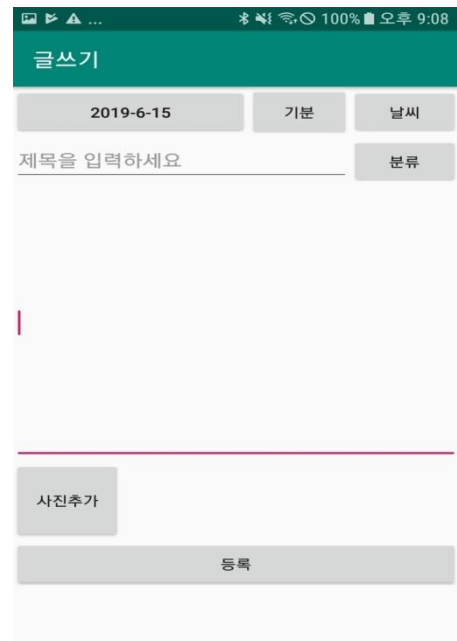 ... 100% 오후 9:08
글쓰기
2019-6-15 기분 날씨
제목을 입력하세요 분류
사진추가
등록